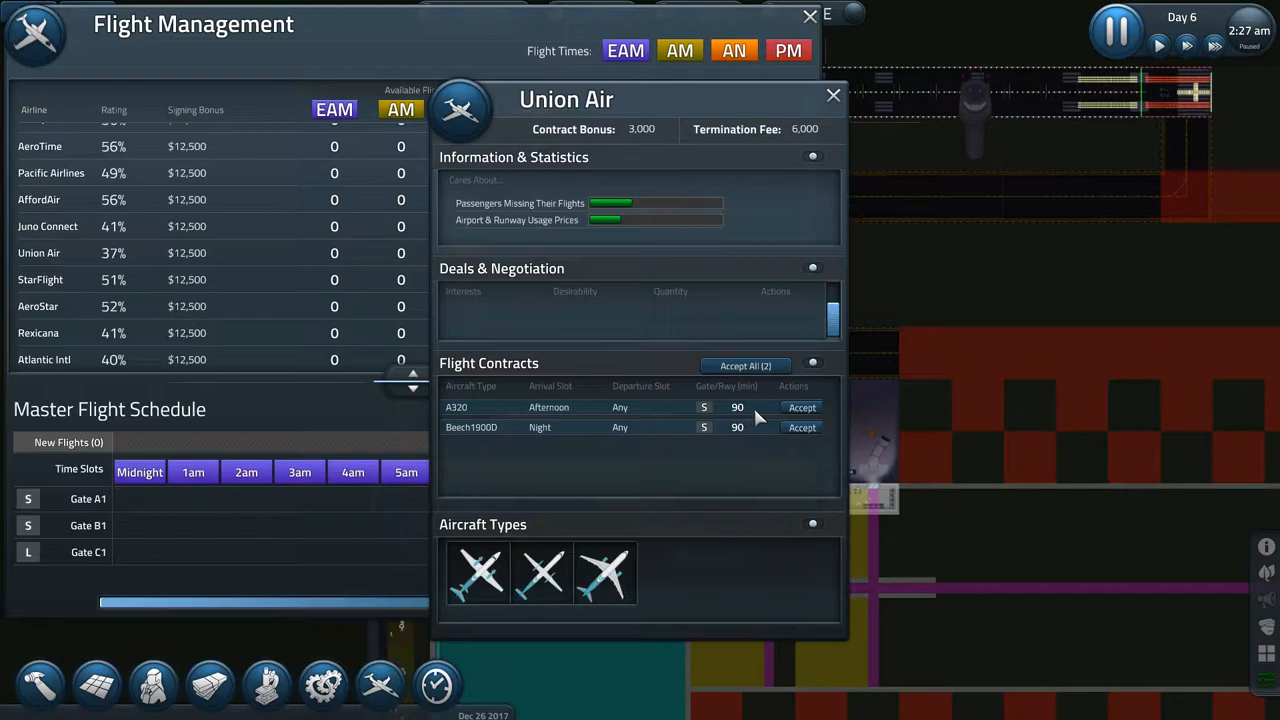 Flight Management
Flight Times: EAM AM AN PM
Available Fli
Airline Rating Signing Bonus EAM AM
AeroTime 56% $12,500 0 0
Pacific Airlines 49% $12,500 0 0
AffordAir 56% $12,500 0 0
Juno Connect 41% $12,500 0 0
Union Air 37% $12,500 0 0
StarFlight 51% $12,500 0 0
AeroStar 52% $12,500 0 0
Rexicana 41% $12,500 0 0
Atlantic Intl 40% $12,500 0 0
Master Flight Schedule
New Flights (0)
Time Slots Midnight 1am 2am 3am 4am 5am
S Gate A1
S Gate B1
L Gate C1
Union Air
Contract Bonus: 3,000 Termination Fee: 6,000
Information & Statistics
Cares About...
Passengers Missing Their Flights
Airport & Runway Usage Prices
Deals & Negotiation
Interests Desirability Quantity Actions
Flight Contracts Accept All (2)
Aircraft Type Arrival Slot Departure Slot Gate/Rwy (min) Actions
A320 Afternoon Any S 90 Accept
Beech1900D Night Any S 90 Accept
Aircraft Types
E
Day 6
2:27 am
Paused
Dec 26 2017